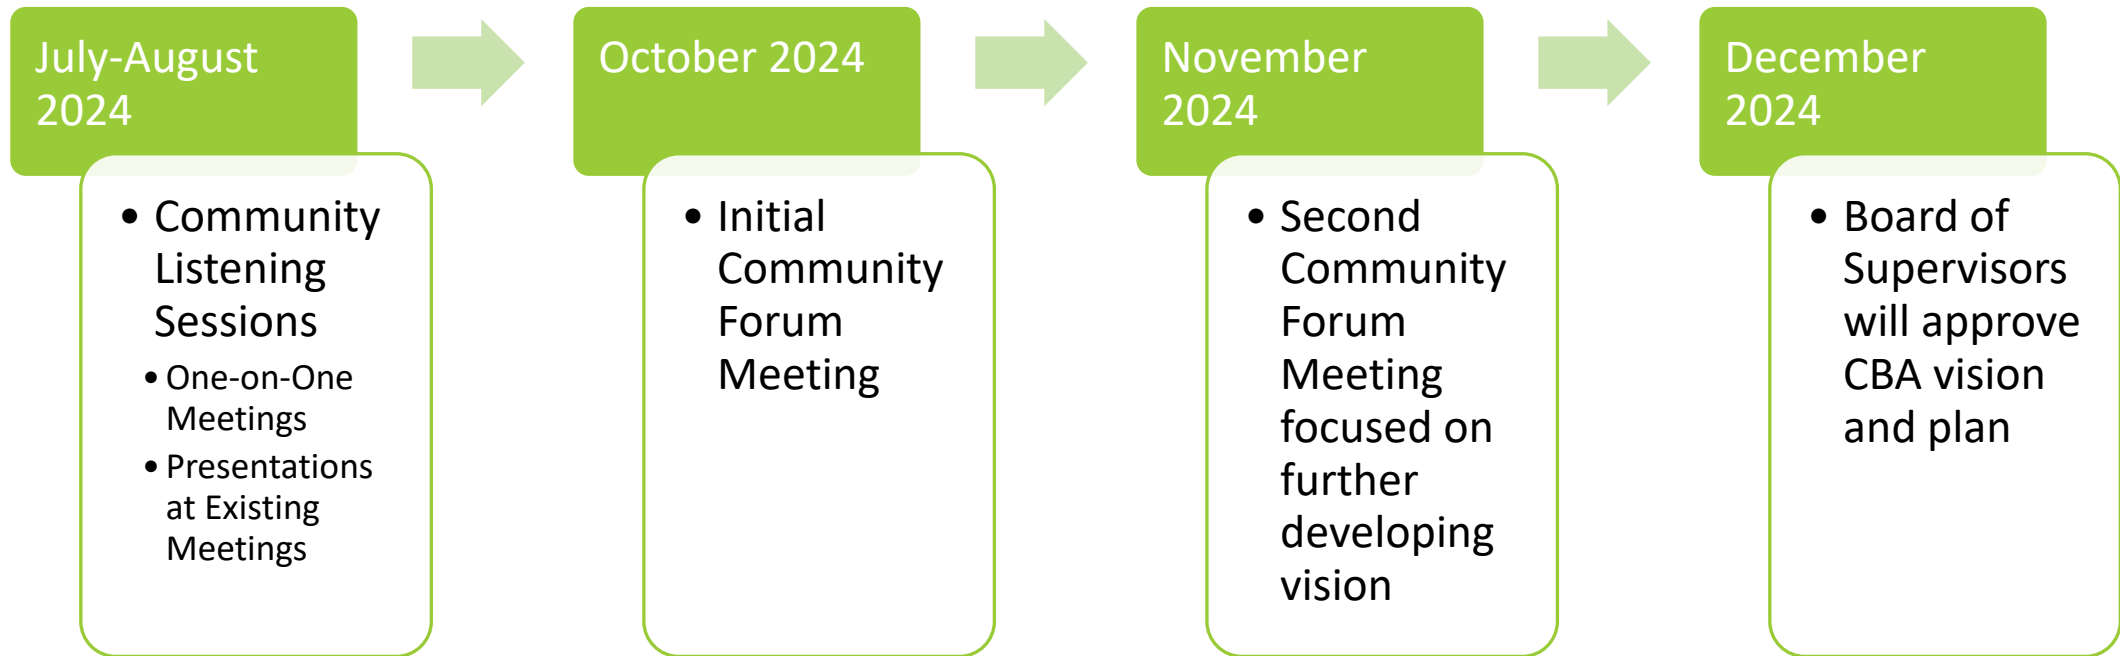 July-August
2024
• Community
Listening
Sessions
• One-on-One
Meetings
• Presentations
at Existing
Meetings
October 2024
• Initial
Community
Forum
Meeting
November
2024
• Second
Community
Forum
Meeting
focused on
further
developing
vision
December
2024
• Board of
Supervisors
will approve
CBA vision
and plan